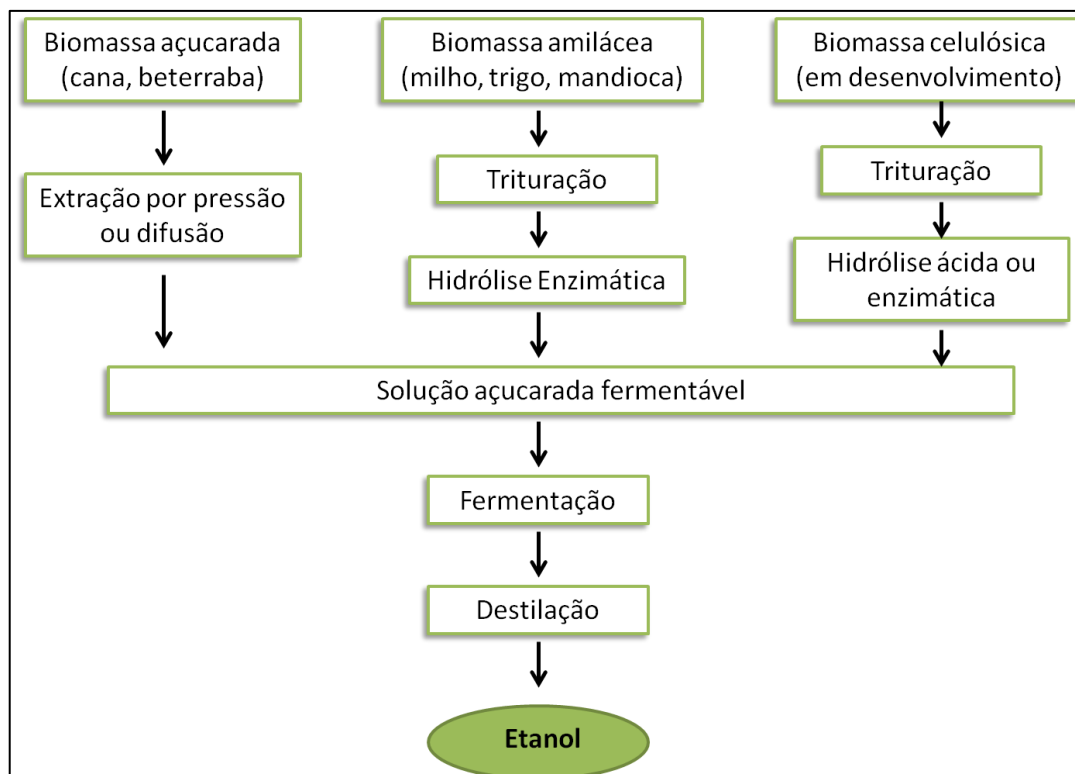 Biomassa açucarada
(cana, beterraba)
Biomassa amilácea
(milho, trigo, mandioca)
Biomassa celulósica
(em desenvolvimento)
Extração por pressão
ou difusão
Trituração
Trituração
Hidrólise Enzimática
Hidrólise ácida ou
enzimática
Solução açucarada fermentável
Fermentação
Destilação
Etanol